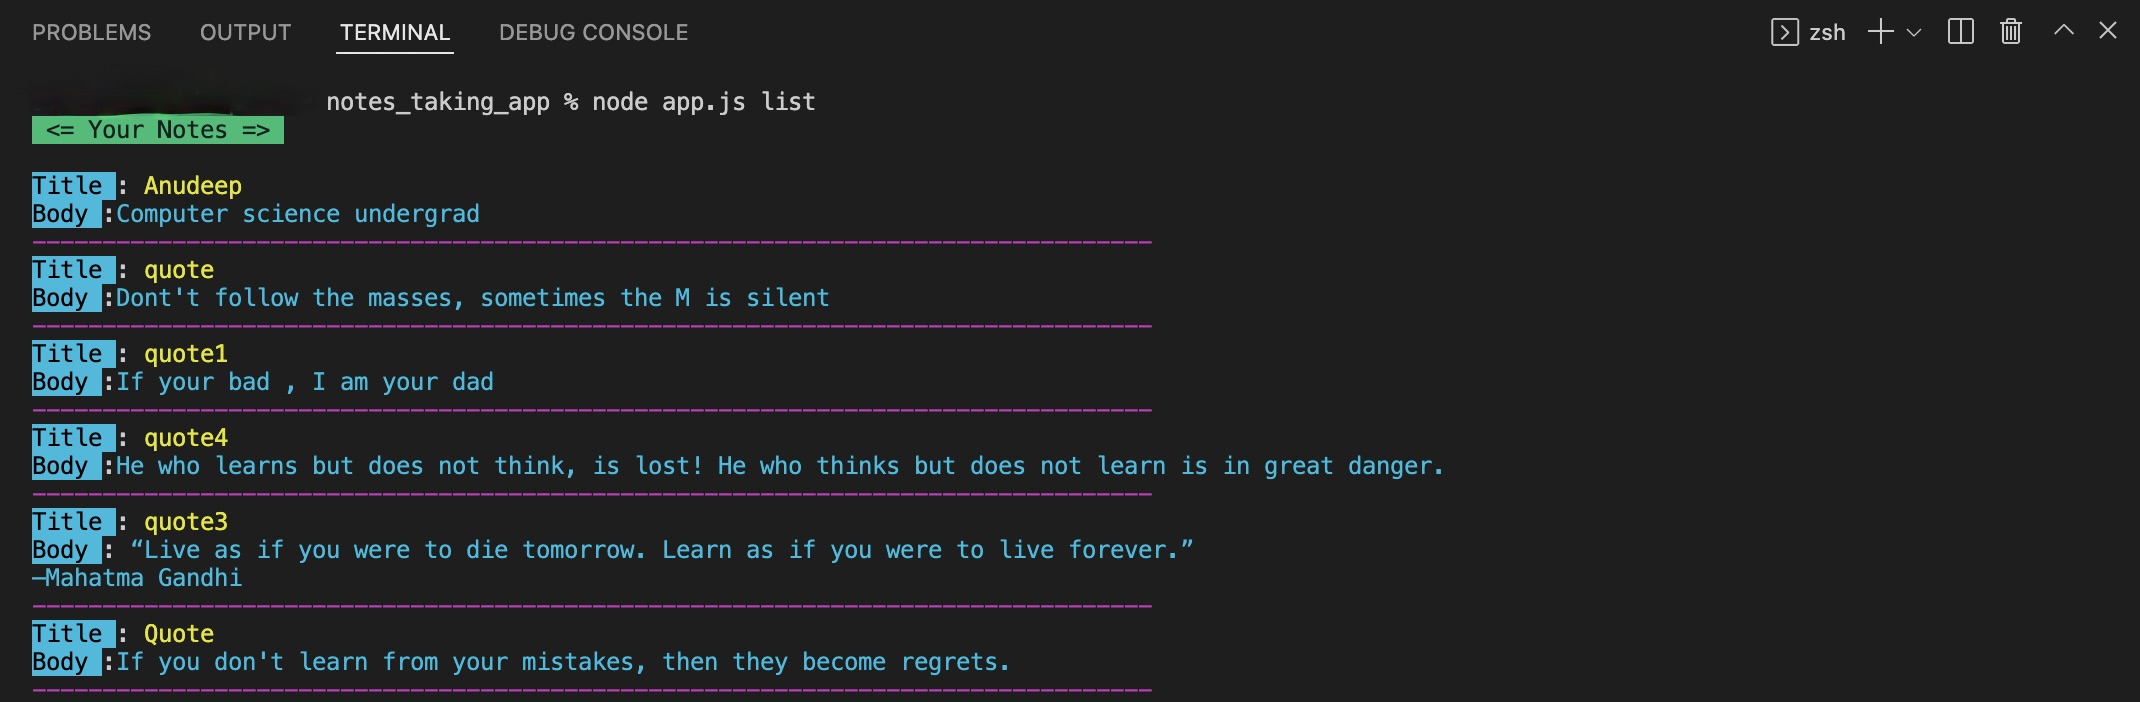 PROBLEMS OUTPUT TERMINAL DEBUG CONSOLE zsh
notes_taking_app % node app.js list
<= Your Notes =>
Title : Anudeep
Body :Computer science undergrad
Title : quote
Body :Dont't follow the masses, sometimes the M is silent
Title : quote1
Body :If your bad , I am your dad
Title : quote4
Body :He who learns but does not think, is lost! He who thinks but does not learn is in great danger.
Title : quote3
Body : “Live as if you were to die tomorrow. Learn as if you were to live forever.”
—Mahatma Gandhi
Title : Quote
Body :If you don't learn from your mistakes, then they become regrets.